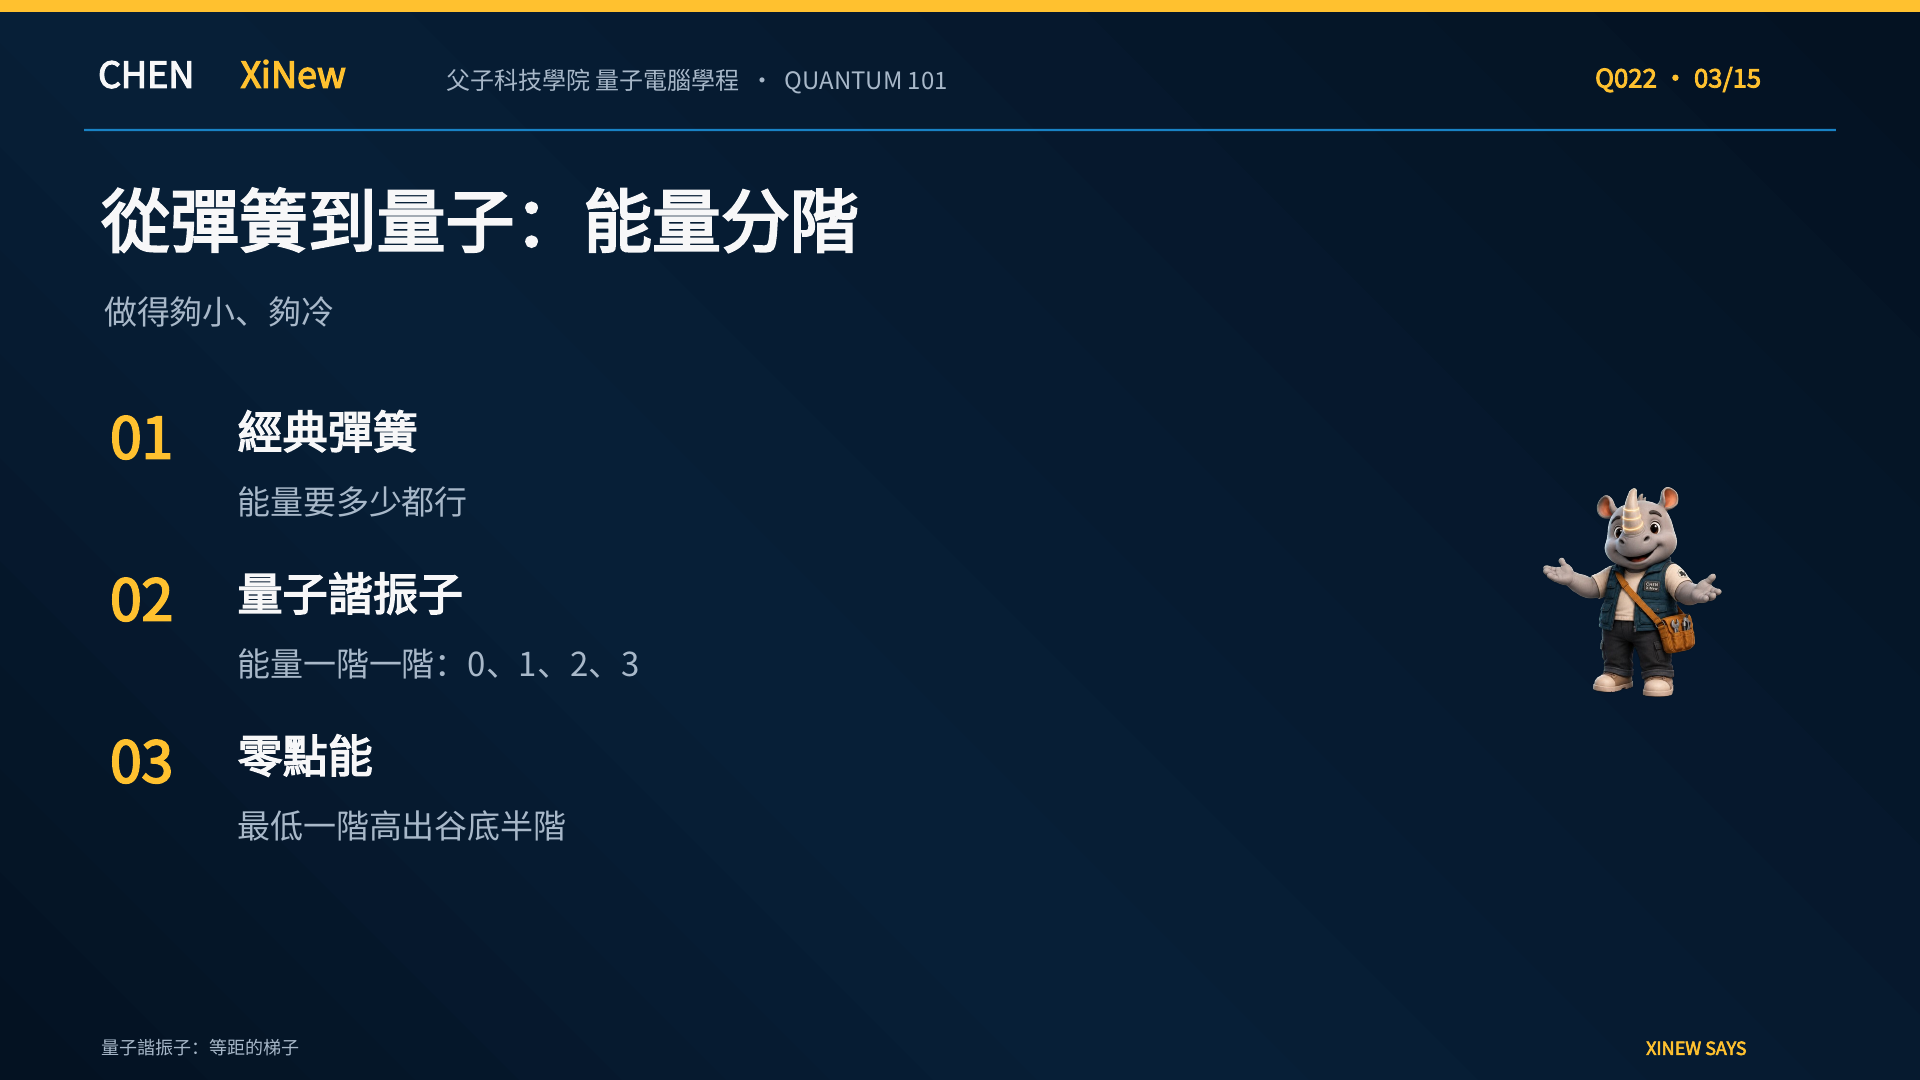 CHEN XiNew 父子科技學院 量子電腦學程 • QUANTUM 101 Q022 • 03/15
從彈簧到量子：能量分階
做得夠小、夠冷
01 經典彈簧
能量要多少都行
02 量子諧振子
能量一階一階：0、1、2、3
03 零點能
最低一階高出谷底半階
量子諧振子：等距的梯子 XINEW SAYS